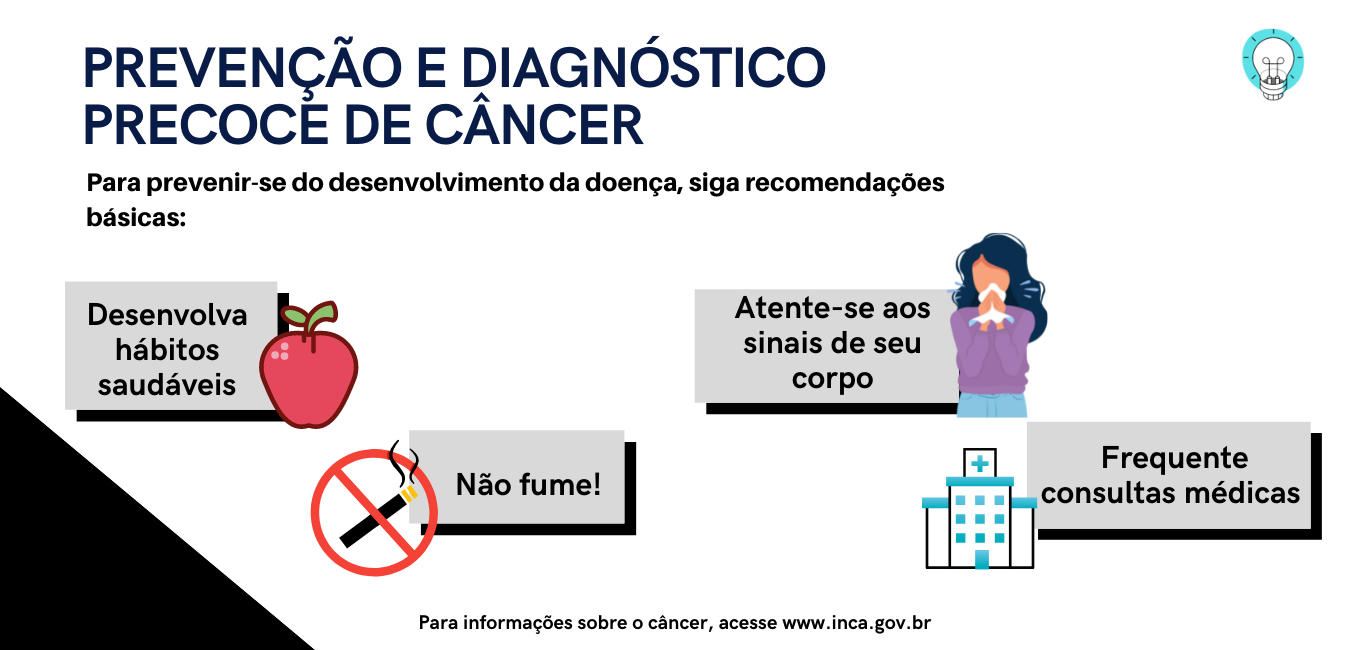 PREVENÇÃO E DIAGNÓSTICO
PRECOCE DE CÂNCER
Para prevenir-se do desenvolvimento da doença, siga recomendações
básicas:
Desenvolva
hábitos
saudáveis
Não fume!
Atente-se aos
sinais de seu
corpo
Frequente
consultas médicas
Para informações sobre o câncer, acesse www.inca.gov.br